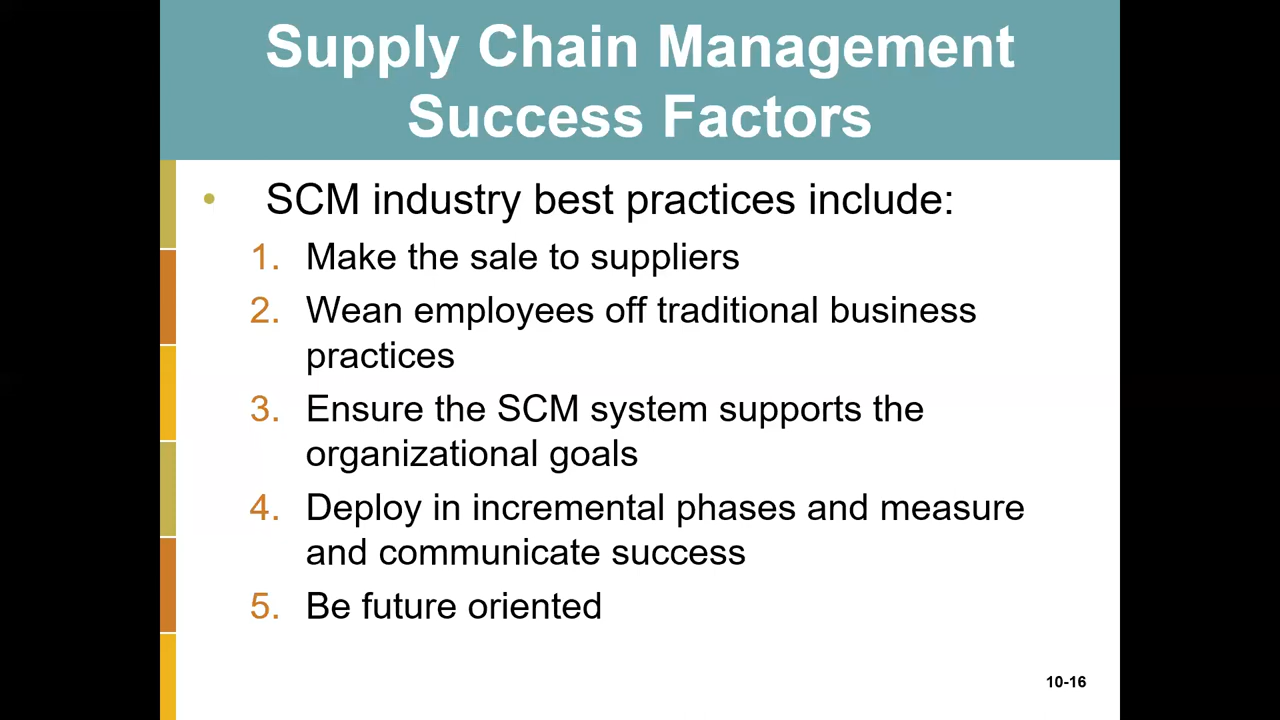 Supply Chain Management
Success Factors
• SCM industry best practices include:
1. Make the sale to suppliers
2. Wean employees off traditional business
practices
3. Ensure the SCM system supports the
organizational goals
4. Deploy in incremental phases and measure
and communicate success
5. Be future oriented
10-16